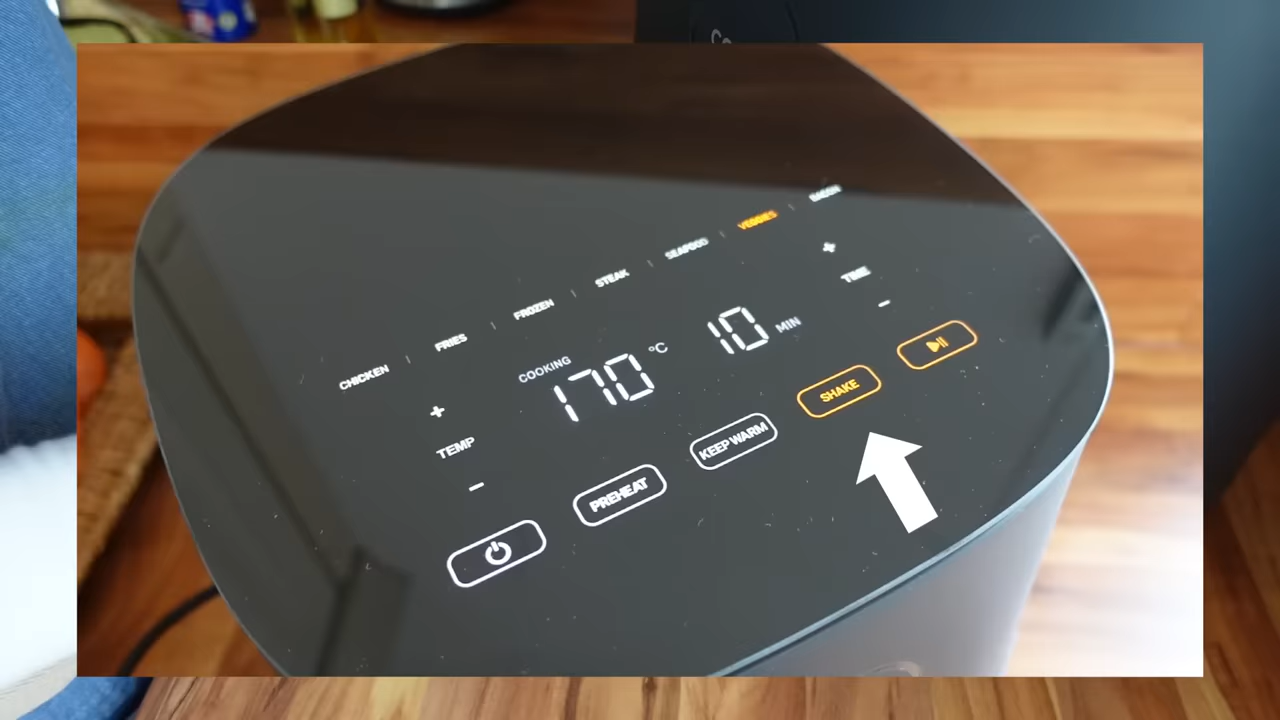 CHICKEN | FRIES | FROZEN | STEAK | SEAFOOD | VEGGIES | BACON
+
TEMP
-
COOKING
170 °C
10 MIN
+
TIME
-
PREHEAT
KEEP WARM
SHAKE